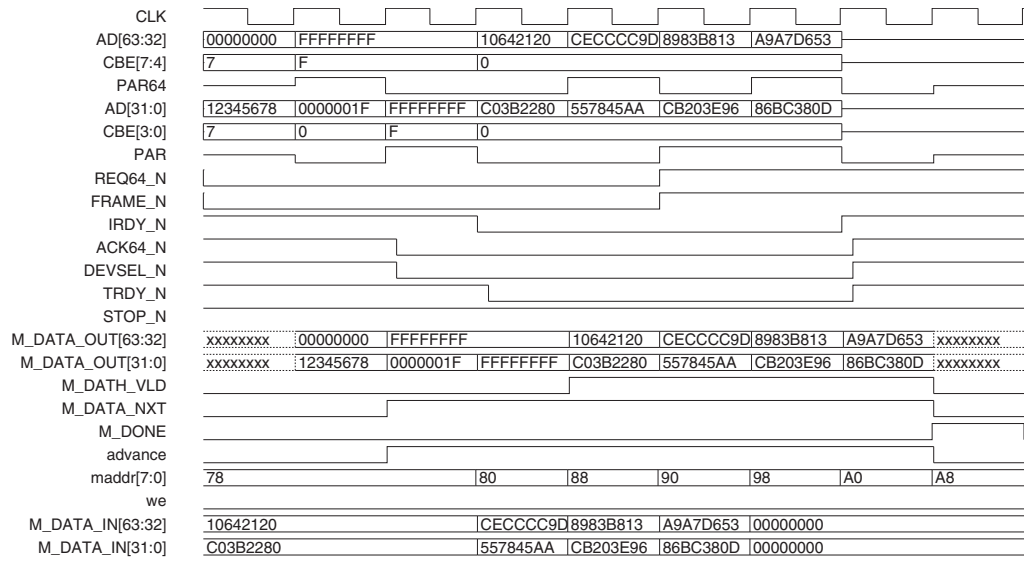 CLK
AD[63:32] 00000000 FFFFFFFF 10642120 CECCCC9D 8983B813 A9A7D653
CBE[7:4] 7 F 0
PAR64
AD[31:0] 12345678 0000001F FFFFFFFF C03B2280 557845AA CB203E96 86BC380D
CBE[3:0] 7 0 F 0
PAR
REQ64_N
FRAME_N
IRDY_N
ACK64_N
DEVSEL_N
TRDY_N
STOP_N
M_DATA_OUT[63:32] xxxxxxxx 00000000 FFFFFFFF 10642120 CECCCC9D 8983B813 A9A7D653 xxxxxxxx
M_DATA_OUT[31:0] xxxxxxxx 12345678 0000001F FFFFFFFF C03B2280 557845AA CB203E96 86BC380D xxxxxxxx
M_DATH_VLD
M_DATA_NXT
M_DONE
advance
maddr[7:0] 78 80 88 90 98 A0 A8
we
M_DATA_IN[63:32] 10642120 CECCCC9D 8983B813 A9A7D653 00000000
M_DATA_IN[31:0] C03B2280 557845AA CB203E96 86BC380D 00000000